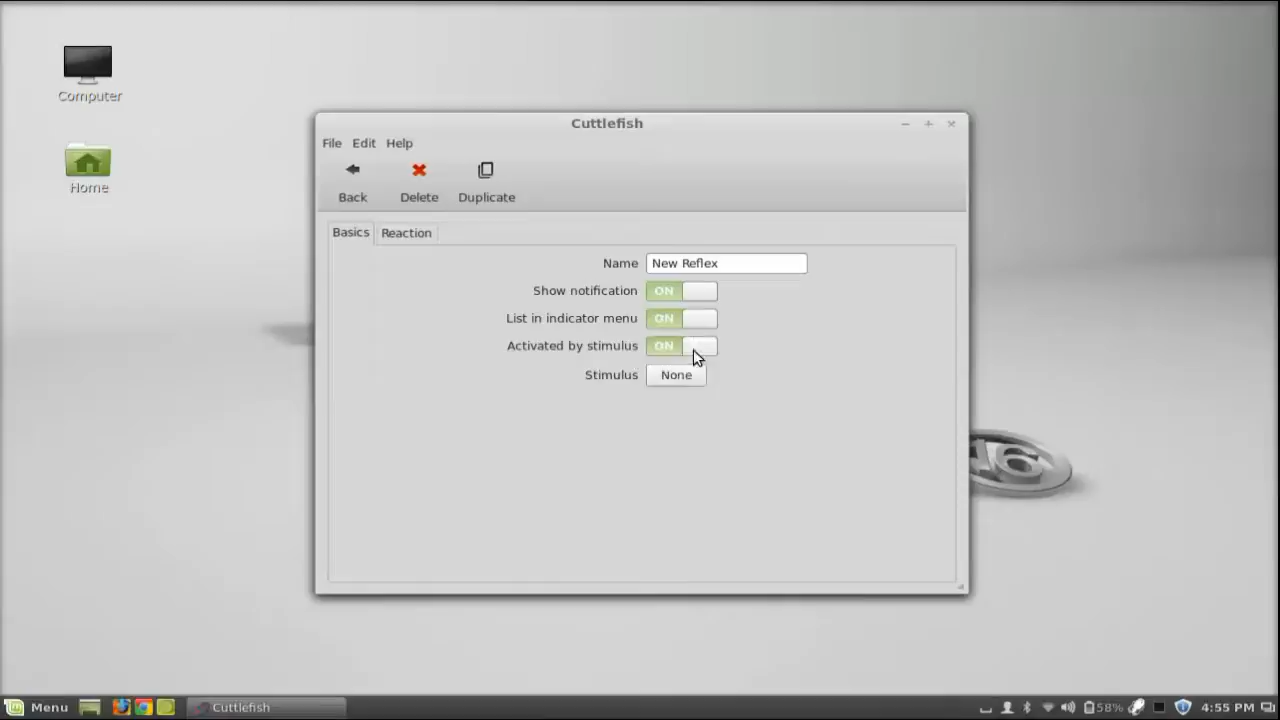 Computer
Home
Cuttlefish
File Edit Help
Back Delete Duplicate
Basics Reaction
Name New Reflex
Show notification ON
List in indicator menu ON
Activated by stimulus ON
Stimulus None
16
Menu Cuttlefish 58% 4:55 PM